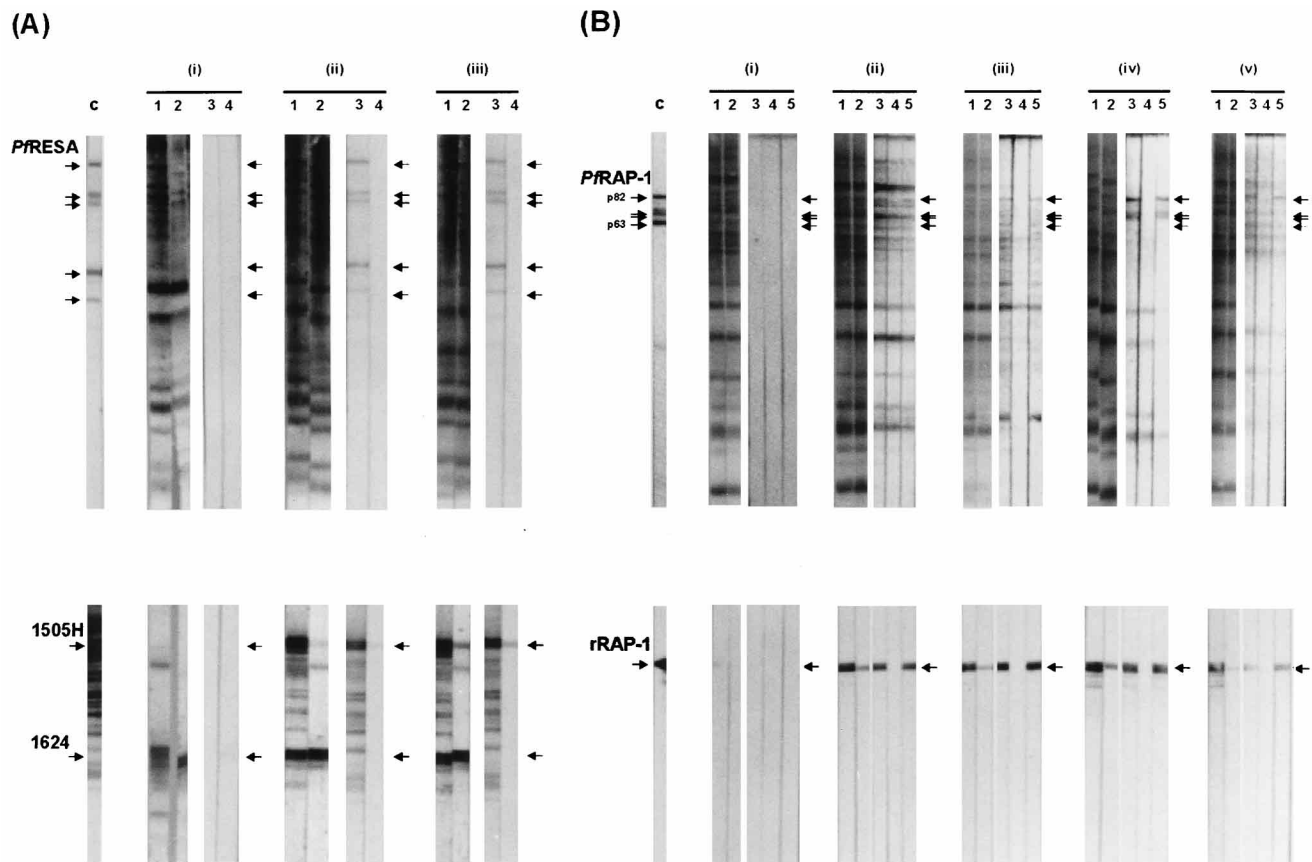 (A)
(i) (ii) (iii)
c 1 2 3 4 1 2 3 4 1 2 3 4
PfRESA
1505H
1624
(B)
(i) (ii) (iii) (iv) (v)
c 1 2 3 4 5 1 2 3 4 5 1 2 3 4 5 1 2 3 4 5 1 2 3 4 5
PfRAP-1
p82
p63
rRAP-1